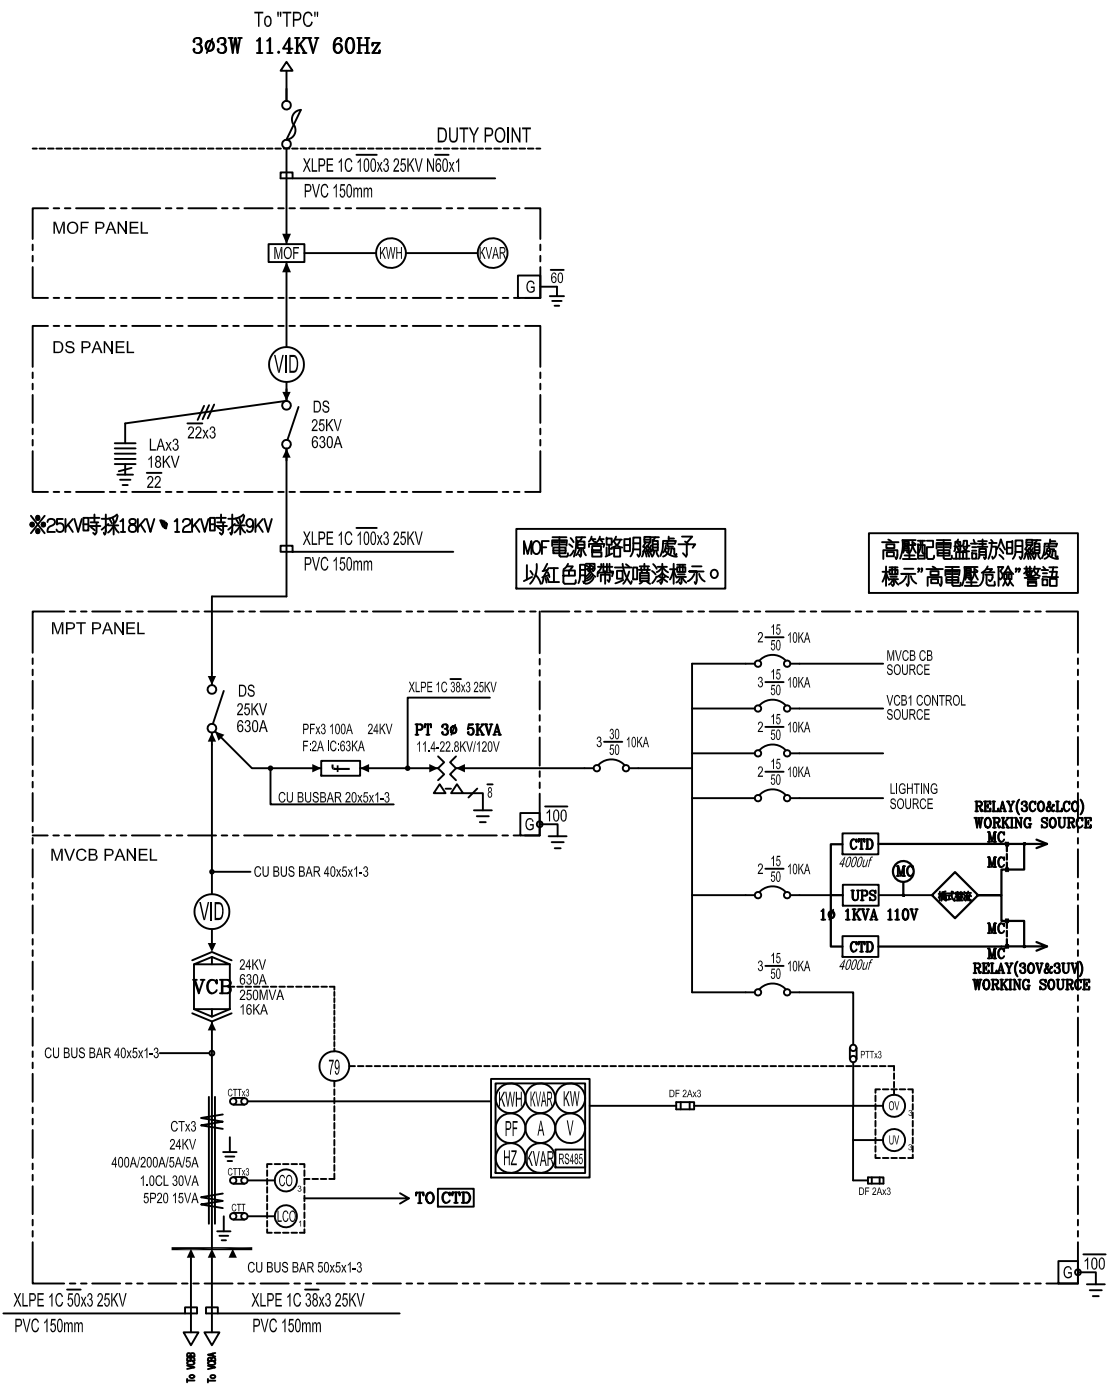 To "TPC"
3ø3W 11.4KV 60Hz
DUTY POINT
XLPE 1C 100x3 25KV N60x1
PVC 150mm
MOF PANEL
MOF
KWH
KVAR
G
60
DS PANEL
VID
DS
25KV
630A
22x3
LAx3
18KV
22
※25KV時採18KV、12KV時採9KV
XLPE 1C 100x3 25KV
PVC 150mm
MOF電源管路明顯處予
以紅色膠帶或噴漆標示。
高壓配電盤請於明顯處
標示"高電壓危險"警語
MPT PANEL
DS
25KV
630A
PFx3 100A 24KV
F:2A IC:63KA
XLPE 1C 38x3 25KV
PT 3ø 5KVA
11.4-22.8KV/120V
8
CU BUSBAR 20x5x1-3
G
100
3 30/50 10KA
2 15/50 10KA
MVCB CB
SOURCE
3 15/50 10KA
VCB1 CONTROL
SOURCE
2 15/50 10KA
2 15/50 10KA
LIGHTING
SOURCE
2 15/50 10KA
CTD
4000uf
UPS
1ø 1KVA 110V
MC
橋式整流
CTD
4000uf
RELAY(3CO&LCO)
WORKING SOURCE
MC
MC
MC
MC
RELAY(3OV&3UV)
WORKING SOURCE
3 15/50 10KA
PTTx3
MVCB PANEL
CU BUS BAR 40x5x1-3
VID
VCB
24KV
630A
250MVA
16KA
CU BUS BAR 40x5x1-3
79
CTTx3
CTx3
24KV
400A/200A/5A/5A
1.0CL 30VA
5P20 15VA
CTTx3
CO
3
CTT
LCO
1
TO CTD
KWH KVAR KW
PF A V
HZ KVAR RS485
DF 2Ax3
OV
3
UV
3
DF 2Ax3
CU BUS BAR 50x5x1-3
G
100
XLPE 1C 50x3 25KV
PVC 150mm
XLPE 1C 38x3 25KV
PVC 150mm
To VCBB
To VCBA